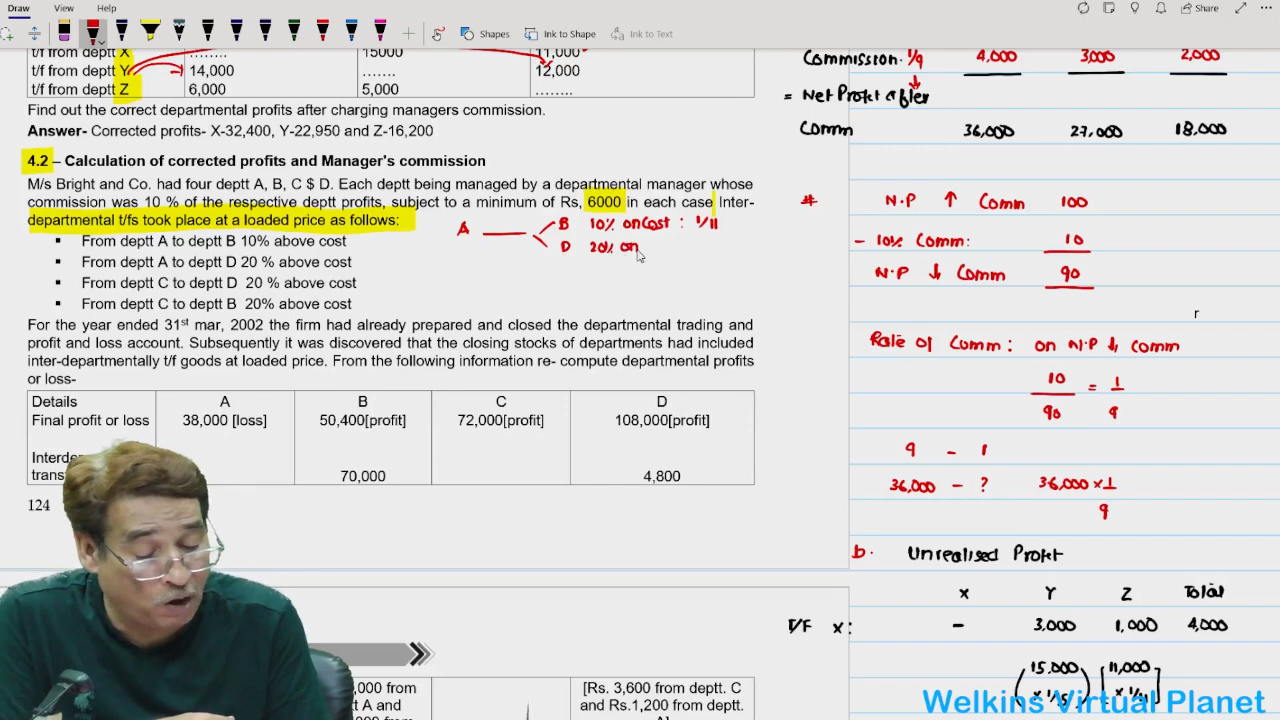 Draw View Help
Share
Shapes Ink to Shape Ink to Text
t/f from deptt X ........ 15000 11,000
t/f from deptt Y 14,000 ....... 12,000
t/f from deptt Z 6,000 5,000 ........
Find out the correct departmental profits after charging managers commission.
Answer- Corrected profits- X-32,400, Y-22,950 and Z-16,200
4.2 – Calculation of corrected profits and Manager's commission
M/s Bright and Co. had four deptt A, B, C $ D. Each deptt being managed by a departmental manager whose
commission was 10 % of the respective deptt profits, subject to a minimum of Rs, 6000 in each case Inter-
departmental t/fs took place at a loaded price as follows:
A B 10% on Cost : 1/11
D 20% on
▪ From deptt A to deptt B 10% above cost
▪ From deptt A to deptt D 20 % above cost
▪ From deptt C to deptt D 20 % above cost
▪ From deptt C to deptt B 20% above cost
For the year ended 31st mar, 2002 the firm had already prepared and closed the departmental trading and
profit and loss account. Subsequently it was discovered that the closing stocks of departments had included
inter-departmentally t/f goods at loaded price. From the following information re- compute departmental profits
or loss-
Details A B C D
Final profit or loss 38,000 [loss] 50,400[profit] 72,000[profit] 108,000[profit]
Interde
trans 70,000 4,800
124
,000 from
tt A and
[Rs. 3,600 from deptt. C
and Rs.1,200 from deptt.
A]
Commission. 1/9 4,000 3,000 2,000
= Net Profit after
Comm 36,000 27,000 18,000
# N.P ↑ Comm 100
- 10% Comm: 10
N.P ↓ Comm 90
r
Rate of Comm: on N.P ↓ Comm
10/90 = 1/9
9 - 1
36,000 - ? 36,000 × 1/9
b. Unrealised Profit
X Y Z Total
T/F X: - 3,000 1,000 4,000
(15,000 [11,000
× 1/11]
Welkins Virtual Planet